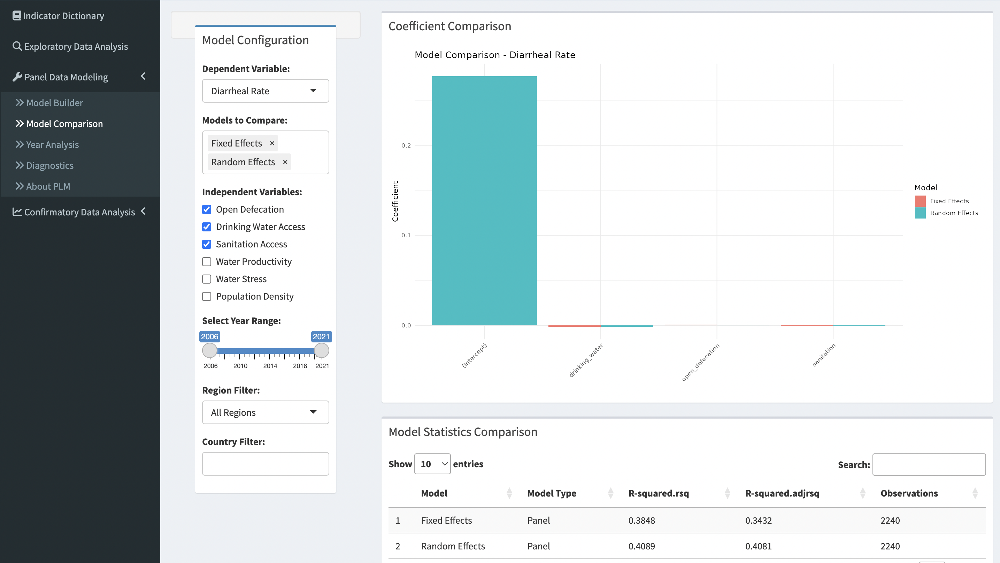 Indicator Dictionary
Exploratory Data Analysis
Panel Data Modeling
Model Builder
Model Comparison
Year Analysis
Diagnostics
About PLM
Confirmatory Data Analysis
Model Configuration
Dependent Variable:
Diarrheal Rate
Models to Compare:
Fixed Effects ×
Random Effects ×
Independent Variables:
Open Defecation
Drinking Water Access
Sanitation Access
Water Productivity
Water Stress
Population Density
Select Year Range:
2006 2021
2006 2010 2014 2018 2021
Region Filter:
All Regions
Country Filter:
Coefficient Comparison
Model Comparison - Diarrheal Rate
Coefficient
0.2
0.1
0.0
(Intercept)
drinking_water
open_defecation
sanitation
Model
Fixed Effects
Random Effects
Model Statistics Comparison
Show 10 entries
Search:
Model Model Type R-squared.rsq R-squared.adjrsq Observations
1 Fixed Effects Panel 0.3848 0.3432 2240
2 Random Effects Panel 0.4089 0.4081 2240